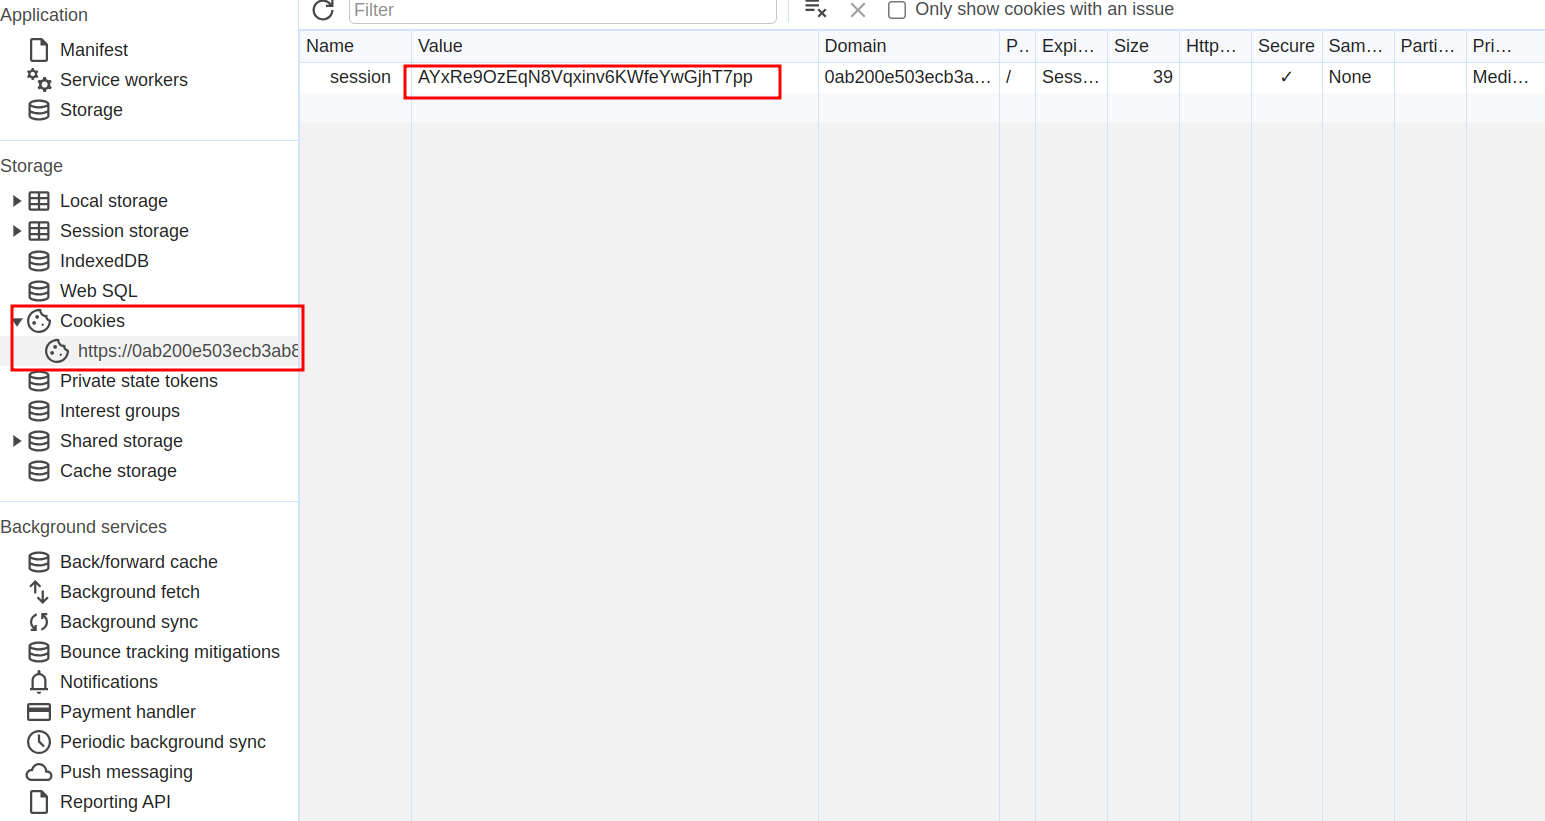 Application
Manifest
Service workers
Storage
Storage
Local storage
Session storage
IndexedDB
Web SQL
Cookies
https://0ab200e503ecb3ab8
Private state tokens
Interest groups
Shared storage
Cache storage
Background services
Back/forward cache
Background fetch
Background sync
Bounce tracking mitigations
Notifications
Payment handler
Periodic background sync
Push messaging
Reporting API
Filter Only show cookies with an issue
Name Value Domain P… Expi… Size Http… Secure Sam… Parti… Pri…
session AYxRe9OzEqN8Vqxinv6KWfeYwGjhT7pp 0ab200e503ecb3a… / Sess… 39 ✓ None Medi…